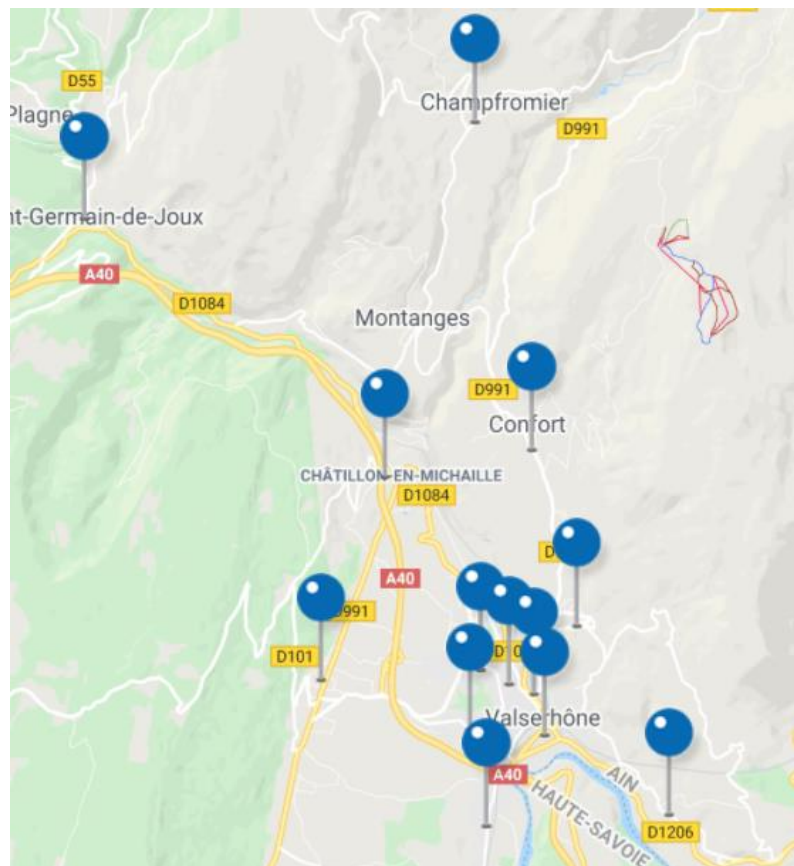 D55
Plagne
Champfromier
D991
nt-Germain-de-Joux
A40
D1084
Montanges
D991
Confort
CHÂTILLON-EN-MICHAILLE
D1084
A40
D991
D101
Valserhône
A40
AIN
HAUTE-SAVOIE
D1206